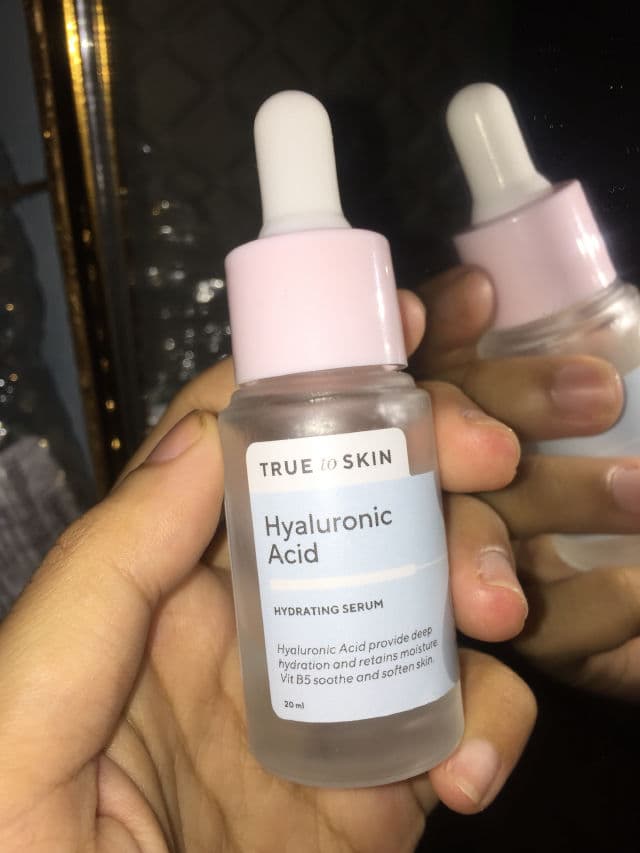 TRUE to SKIN
Hyaluronic
Acid
HYDRATING SERUM
Hyaluronic Acid provide deep
hydration and retains moisture.
Vit B5 soothe and soften skin.
20 ml